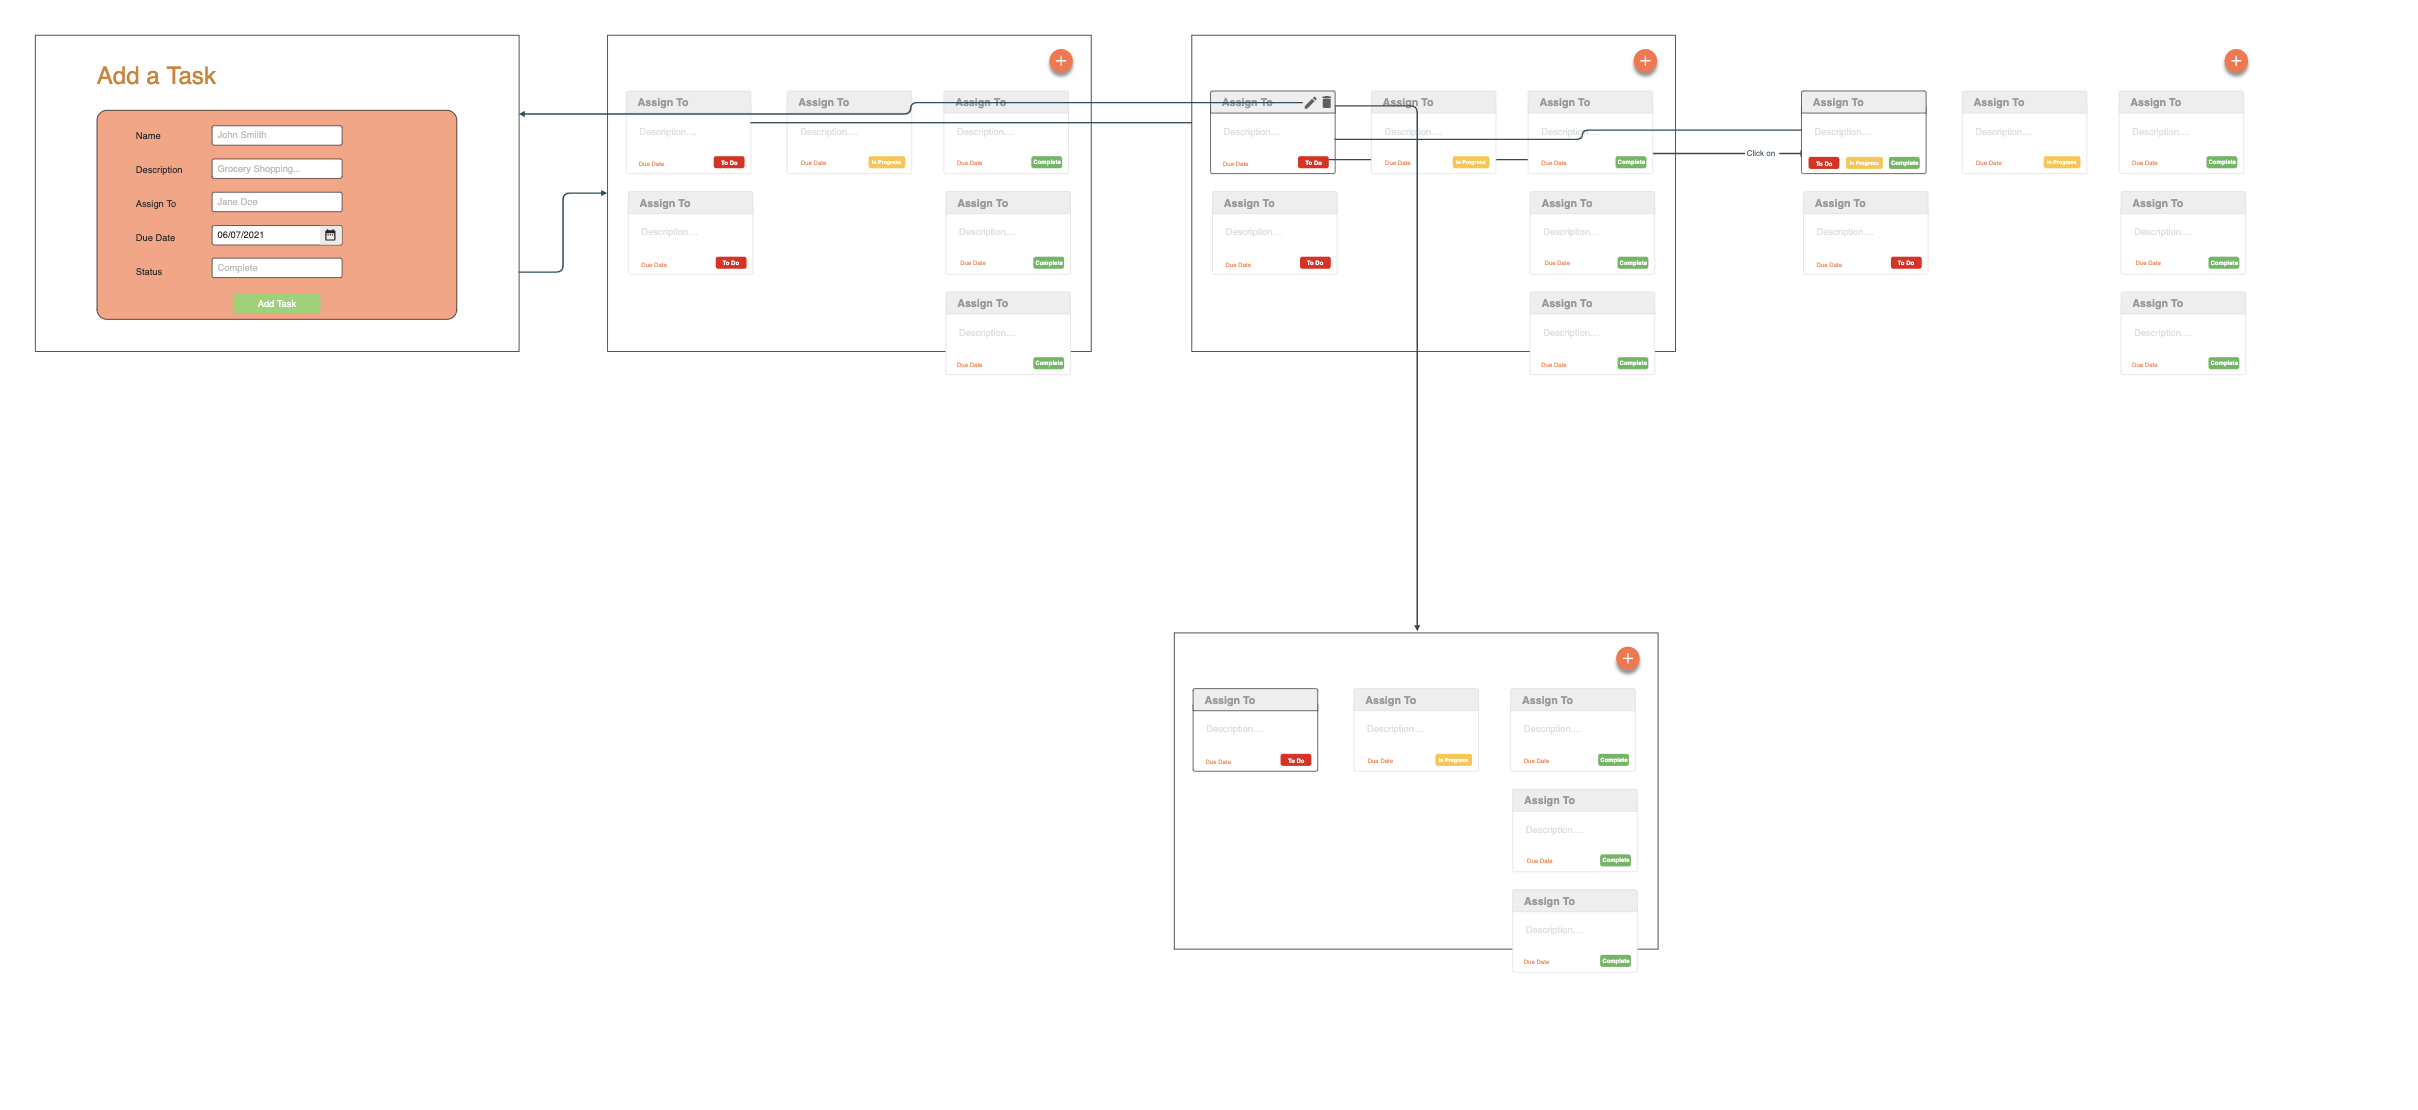 Add a Task
Name
John Smiith
Description
Grocery Shopping...
Assign To
Jane Doe
Due Date
06/07/2021
Status
Complete
Add Task
+
Assign To
Description....
Due Date
To Do
Assign To
Description....
Due Date
In Progress
Assign To
Description....
Due Date
Complete
Assign To
Description....
Due Date
To Do
Assign To
Description....
Due Date
Complete
Assign To
Description....
Due Date
Complete
+
Assign To
Description....
Due Date
To Do
Assign To
Description....
Due Date
In Progress
Assign To
Description....
Due Date
Complete
Assign To
Description....
Due Date
To Do
Assign To
Description....
Due Date
Complete
Assign To
Description....
Due Date
Complete
Click on
+
Assign To
Description....
To Do
In Progress
Complete
Assign To
Description....
Due Date
In Progress
Assign To
Description....
Due Date
Complete
Assign To
Description....
Due Date
To Do
Assign To
Description....
Due Date
Complete
Assign To
Description....
Due Date
Complete
+
Assign To
Description....
Due Date
To Do
Assign To
Description....
Due Date
In Progress
Assign To
Description....
Due Date
Complete
Assign To
Description....
Due Date
Complete
Assign To
Description....
Due Date
Complete